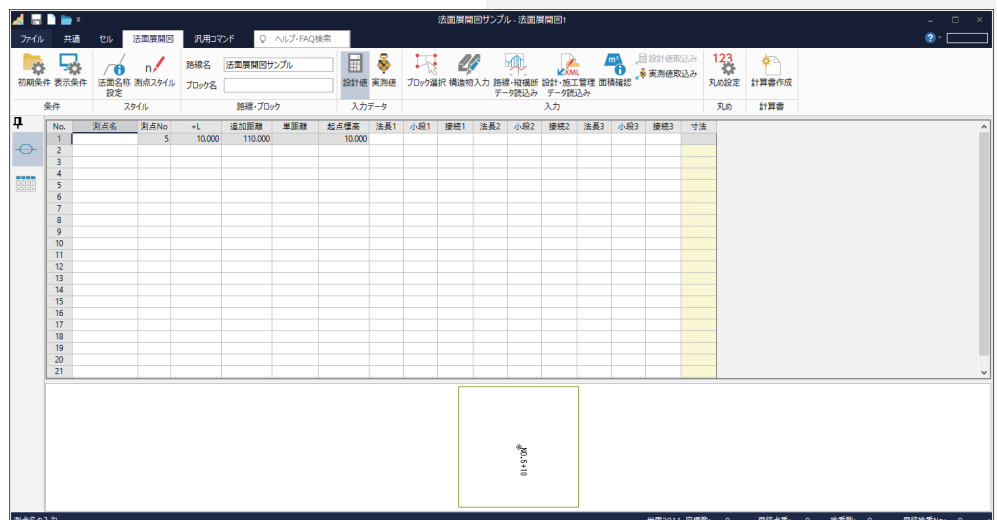 法面展開図サンプル - 法面展開図1
ファイル 共通 セル 法面展開図 汎用コマンド ヘルプ・FAQ検索
初期条件 表示条件 法面名称設定 測点スタイル 路線名 法面展開図サンプル ブロック名 設計値 実測値 ブロック選択 構造物入力 路線・縦横断データ読込み 設計・施工管理データ読込み 面積確認 設計値取込み 実測値取込み 丸め設定 計算書作成
n XML m² 123
条件 スタイル 路線・ブロック 入力データ 入力 丸め 計算書
No. 測点名 測点No +L 追加距離 単距離 起点標高 法長1 小段1 接続1 法長2 小段2 接続2 法長3 小段3 接続3 寸法
1 5 10.000 110.000 10.000
2
3
4
5
6
7
8
9
10
11
12
13
14
15
16
17
18
19
20
21
NO.5+10